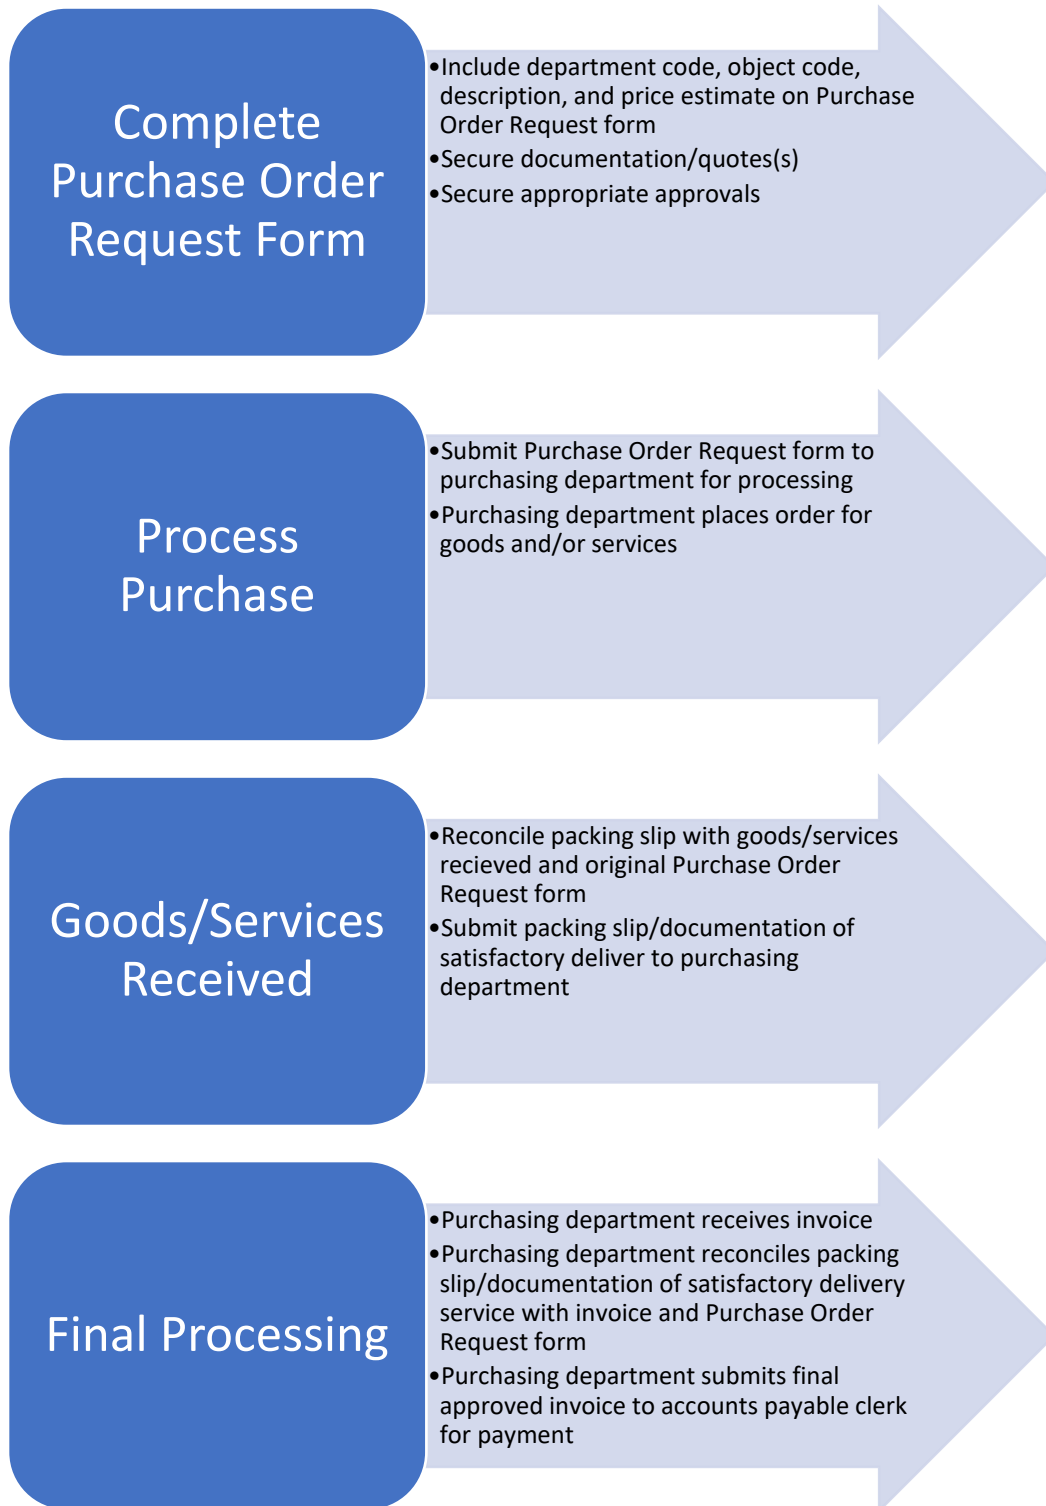 Complete
Purchase Order
Request Form
•Include department code, object code,
description, and price estimate on Purchase
Order Request form
•Secure documentation/quotes(s)
•Secure appropriate approvals
Process
Purchase
•Submit Purchase Order Request form to
purchasing department for processing
•Purchasing department places order for
goods and/or services
Goods/Services
Received
•Reconcile packing slip with goods/services
recieved and original Purchase Order
Request form
•Submit packing slip/documentation of
satisfactory deliver to purchasing
department
Final Processing
•Purchasing department receives invoice
•Purchasing department reconciles packing
slip/documentation of satisfactory delivery
service with invoice and Purchase Order
Request form
•Purchasing department submits final
approved invoice to accounts payable clerk
for payment